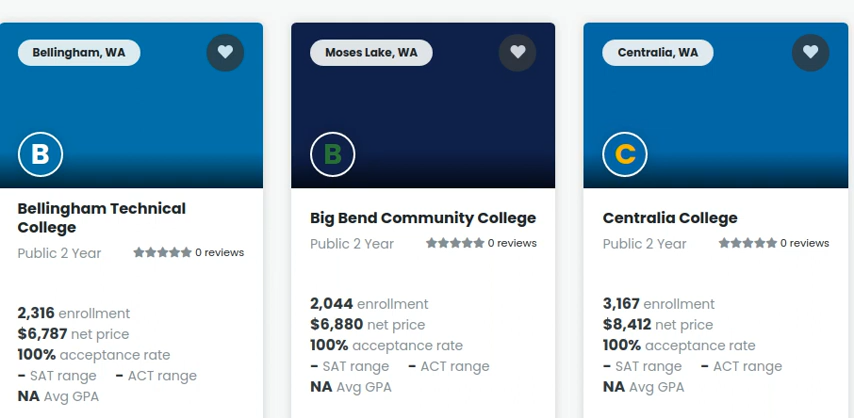 Bellingham, WA
B
Bellingham Technical
College
Public 2 Year 0 reviews
2,316 enrollment
$6,787 net price
100% acceptance rate
- SAT range - ACT range
NA Avg GPA
Moses Lake, WA
B
Big Bend Community College
Public 2 Year 0 reviews
2,044 enrollment
$6,880 net price
100% acceptance rate
- SAT range - ACT range
NA Avg GPA
Centralia, WA
C
Centralia College
Public 2 Year 0 reviews
3,167 enrollment
$8,412 net price
100% acceptance rate
- SAT range - ACT range
NA Avg GPA